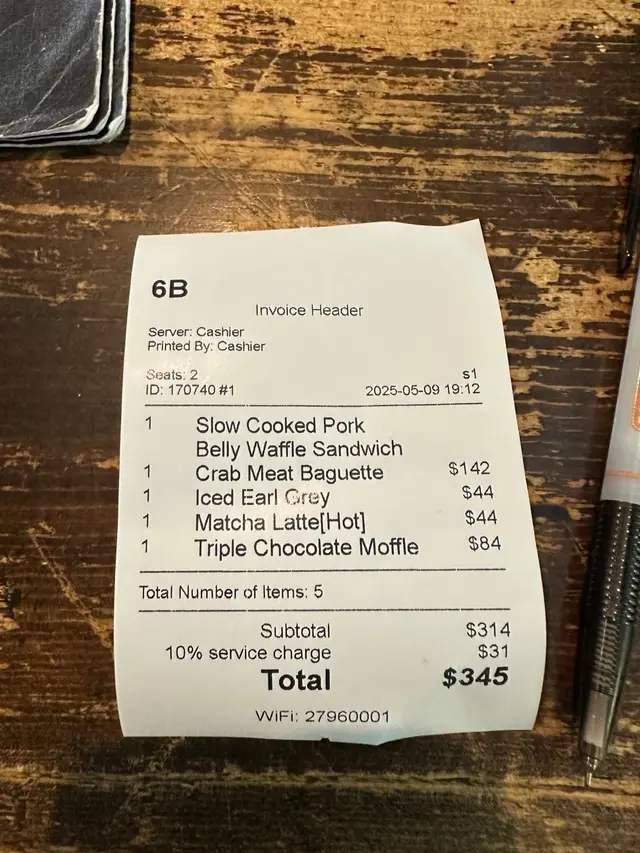 6B
Invoice Header
Server: Cashier
Printed By: Cashier
Seats: 2 s1
ID: 170740 #1 2025-05-09 19:12
1 Slow Cooked Pork
Belly Waffle Sandwich
1 Crab Meat Baguette $142
1 Iced Earl Grey $44
1 Matcha Latte[Hot] $44
1 Triple Chocolate Moffle $84
Total Number of Items: 5
Subtotal $314
10% service charge $31
Total $345
WiFi: 27960001